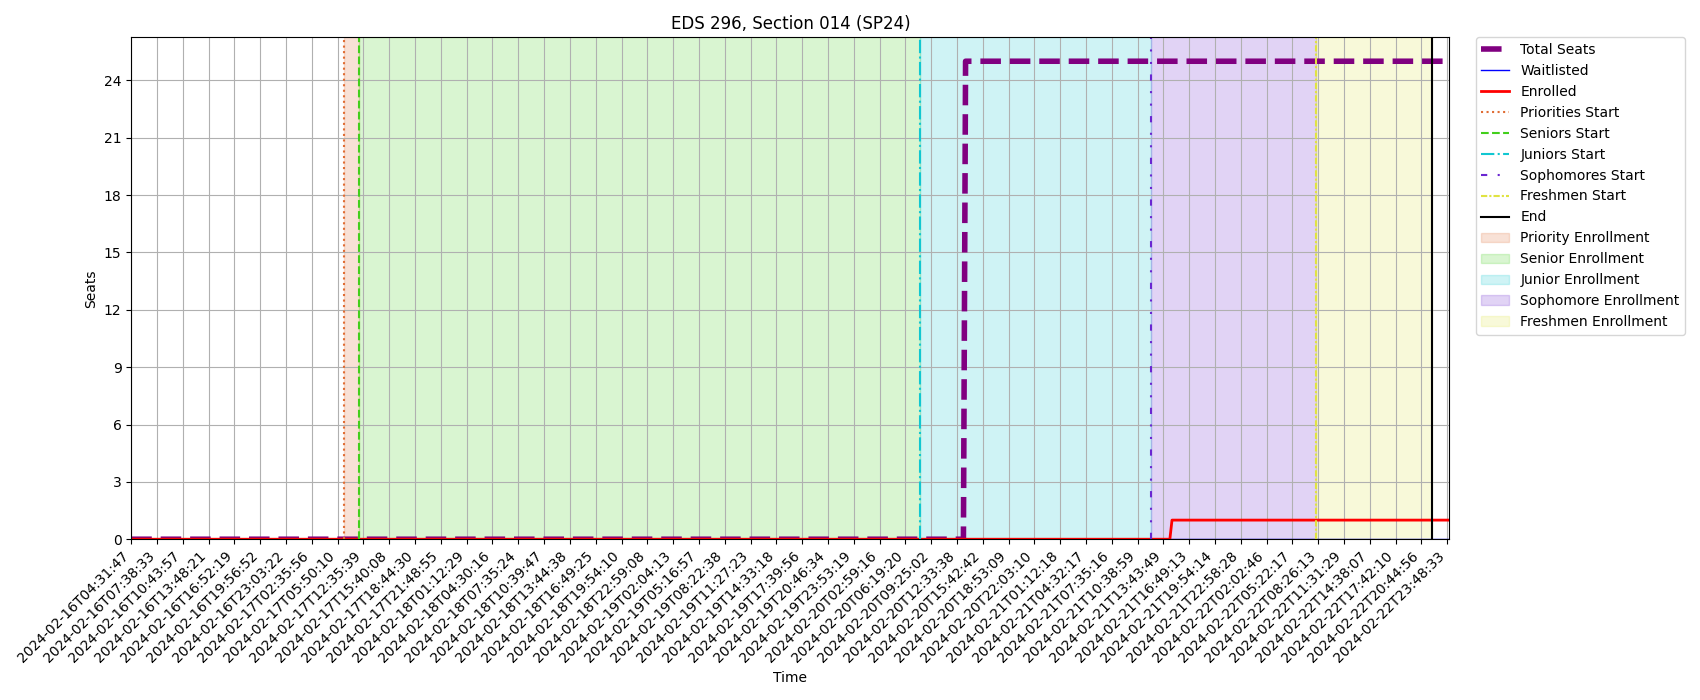 EDS 296, Section 014 (SP24)
Seats
24
21
18
15
12
9
6
3
0
2024-02-16T04:31:47
2024-02-16T07:38:33
2024-02-16T10:43:57
2024-02-16T13:48:21
2024-02-16T16:52:19
2024-02-16T19:56:52
2024-02-16T23:03:22
2024-02-17T02:35:56
2024-02-17T05:50:10
2024-02-17T12:35:39
2024-02-17T15:40:08
2024-02-17T18:44:30
2024-02-17T21:48:55
2024-02-18T01:12:29
2024-02-18T04:30:16
2024-02-18T07:35:24
2024-02-18T10:39:47
2024-02-18T13:44:38
2024-02-18T16:49:25
2024-02-18T19:54:10
2024-02-18T22:59:08
2024-02-19T02:04:13
2024-02-19T05:16:57
2024-02-19T08:22:38
2024-02-19T11:27:23
2024-02-19T14:33:18
2024-02-19T17:39:56
2024-02-19T20:46:34
2024-02-19T23:53:19
2024-02-20T02:59:16
2024-02-20T06:19:20
2024-02-20T09:25:02
2024-02-20T12:33:38
2024-02-20T15:42:42
2024-02-20T18:53:09
2024-02-20T22:03:10
2024-02-21T01:12:18
2024-02-21T04:32:17
2024-02-21T07:35:16
2024-02-21T10:38:59
2024-02-21T13:43:49
2024-02-21T16:49:13
2024-02-21T19:54:14
2024-02-21T22:58:28
2024-02-22T02:02:46
2024-02-22T05:22:17
2024-02-22T08:26:13
2024-02-22T11:31:29
2024-02-22T14:38:07
2024-02-22T17:42:10
2024-02-22T20:44:56
2024-02-22T23:48:33
Time
Total Seats
Waitlisted
Enrolled
Priorities Start
Seniors Start
Juniors Start
Sophomores Start
Freshmen Start
End
Priority Enrollment
Senior Enrollment
Junior Enrollment
Sophomore Enrollment
Freshmen Enrollment